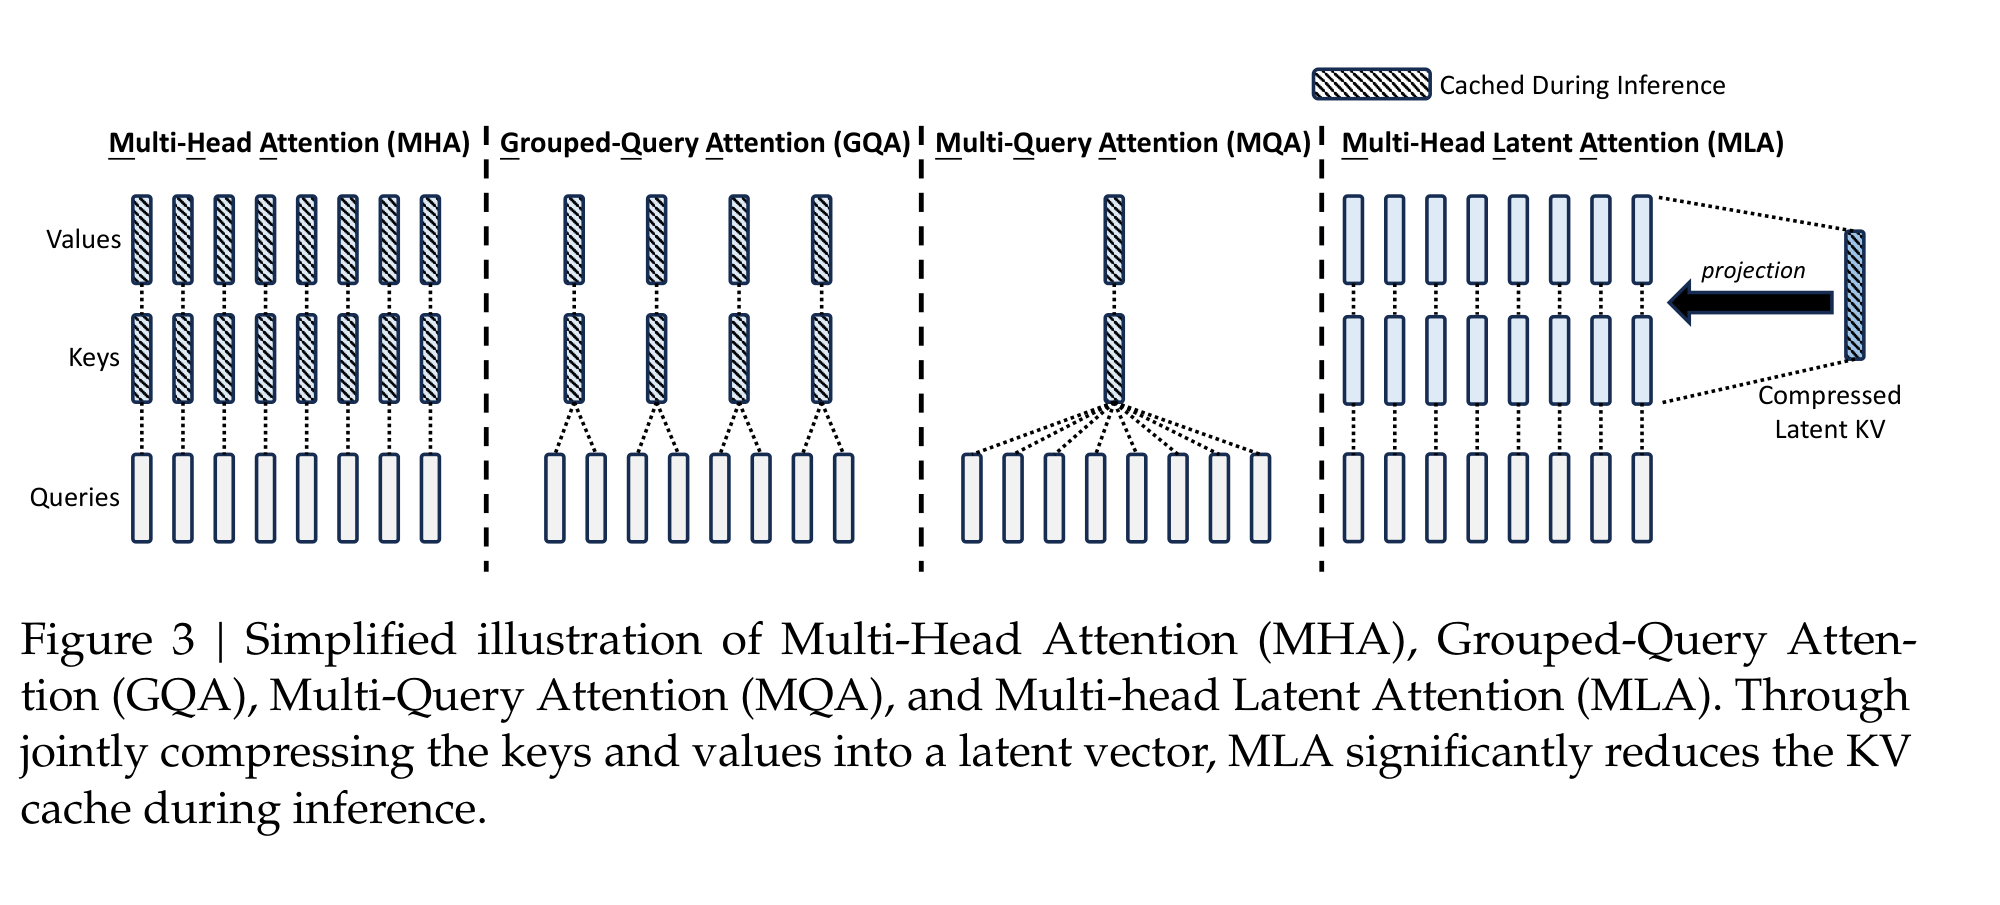 Cached During Inference
Multi-Head Attention (MHA)
Grouped-Query Attention (GQA)
Multi-Query Attention (MQA)
Multi-Head Latent Attention (MLA)
Values
Keys
Queries
projection
Compressed
Latent KV
Figure 3 | Simplified illustration of Multi-Head Attention (MHA), Grouped-Query Atten-
tion (GQA), Multi-Query Attention (MQA), and Multi-head Latent Attention (MLA). Through
jointly compressing the keys and values into a latent vector, MLA significantly reduces the KV
cache during inference.